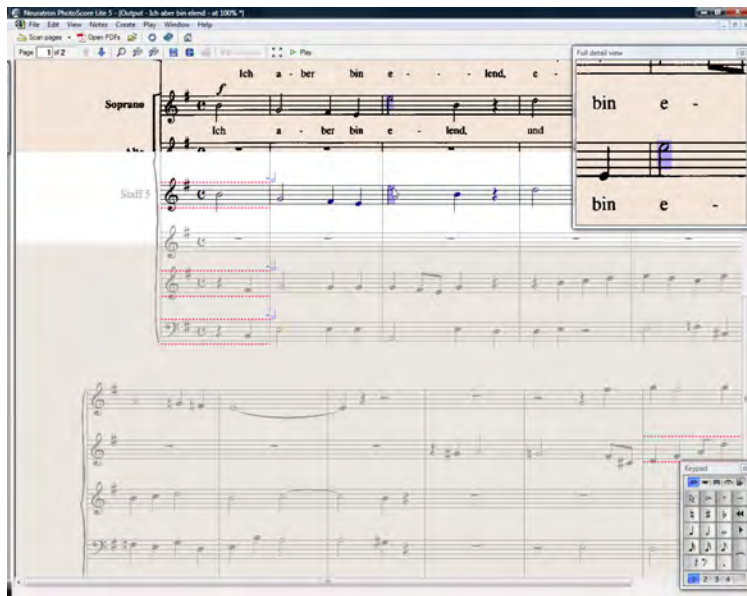 Neuratron PhotoScore Lite 5 - [Output - Ich aber bin elend - at 100% *]
File Edit View Notes Create Play Window Help
Scan pages Open PDFs
Page 1 of 2 Play
Full detail view
Ich a - ber bin e - - - lend, e -
f
Soprano
Ich a - ber bin e - lend, und
Alto
bin e -
bin e -
Staff 5
Keypad
1 2 3 4